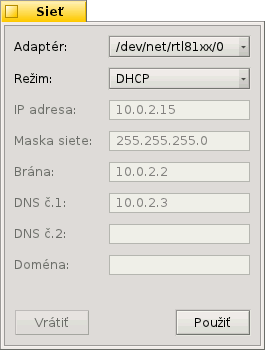 Sieť
Adaptér: /dev/net/rtl81xx/0
Režim: DHCP
IP adresa: 10.0.2.15
Maska siete: 255.255.255.0
Brána: 10.0.2.2
DNS č.1: 10.0.2.3
DNS č.2:
Doména:
Vrátiť Použiť